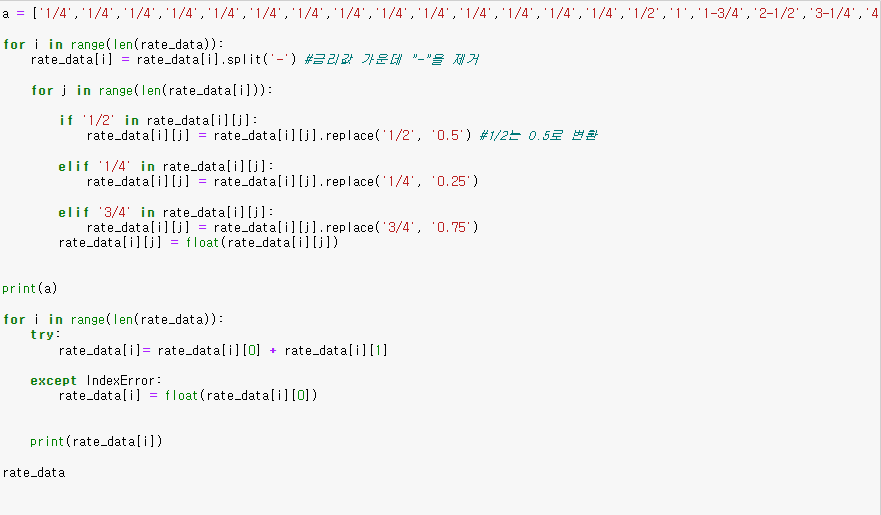 a = ['1/4','1/4','1/4','1/4','1/4','1/4','1/4','1/4','1/4','1/4','1/4','1/4','1/4','1/4','1/2','1','1-3/4','2-1/2','3-1/4','4
for i in range(len(rate_data)):
rate_data[i] = rate_data[i].split('-') #금리값 가운데 "-"을 제거
for j in range(len(rate_data[i])):
if '1/2' in rate_data[i][j]:
rate_data[i][j] = rate_data[i][j].replace('1/2', '0.5') #1/2는 0.5로 변환
elif '1/4' in rate_data[i][j]:
rate_data[i][j] = rate_data[i][j].replace('1/4', '0.25')
elif '3/4' in rate_data[i][j]:
rate_data[i][j] = rate_data[i][j].replace('3/4', '0.75')
rate_data[i][j] = float(rate_data[i][j])
print(a)
for i in range(len(rate_data)):
try:
rate_data[i]= rate_data[i][0] + rate_data[i][1]
except IndexError:
rate_data[i] = float(rate_data[i][0])
print(rate_data[i])
rate_data